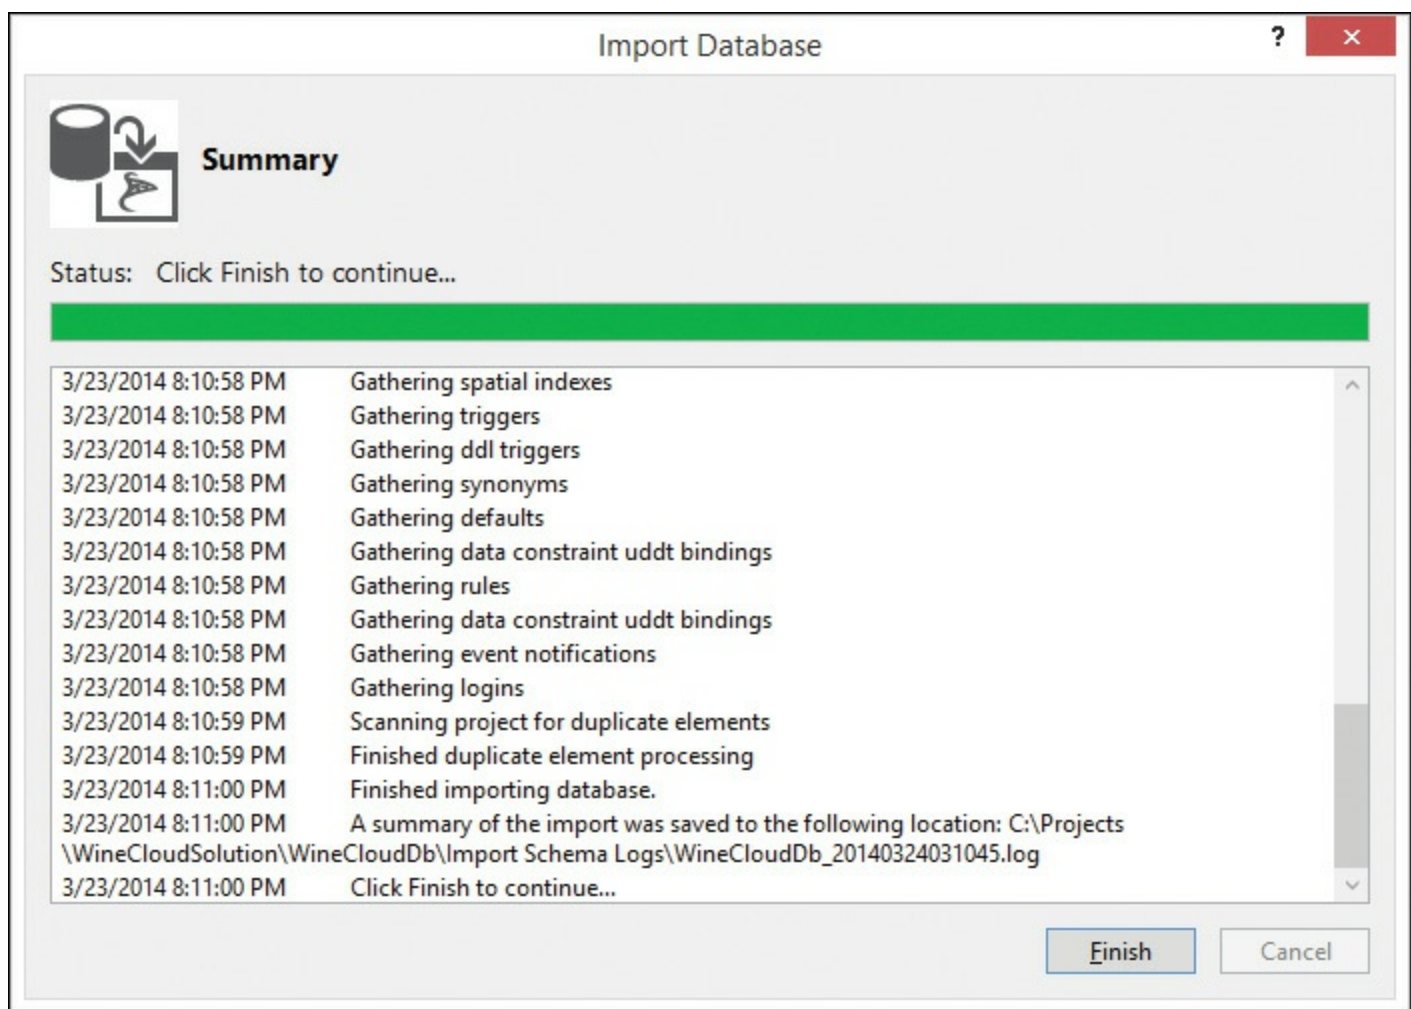 Import Database
?
×
Summary
Status: Click Finish to continue...
3/23/2014 8:10:58 PM Gathering spatial indexes
3/23/2014 8:10:58 PM Gathering triggers
3/23/2014 8:10:58 PM Gathering ddl triggers
3/23/2014 8:10:58 PM Gathering synonyms
3/23/2014 8:10:58 PM Gathering defaults
3/23/2014 8:10:58 PM Gathering data constraint uddt bindings
3/23/2014 8:10:58 PM Gathering rules
3/23/2014 8:10:58 PM Gathering data constraint uddt bindings
3/23/2014 8:10:58 PM Gathering event notifications
3/23/2014 8:10:58 PM Gathering logins
3/23/2014 8:10:59 PM Scanning project for duplicate elements
3/23/2014 8:10:59 PM Finished duplicate element processing
3/23/2014 8:11:00 PM Finished importing database.
3/23/2014 8:11:00 PM A summary of the import was saved to the following location: C:\Projects
\WineCloudSolution\WineCloudDb\Import Schema Logs\WineCloudDb_20140324031045.log
3/23/2014 8:11:00 PM Click Finish to continue...
Finish
Cancel